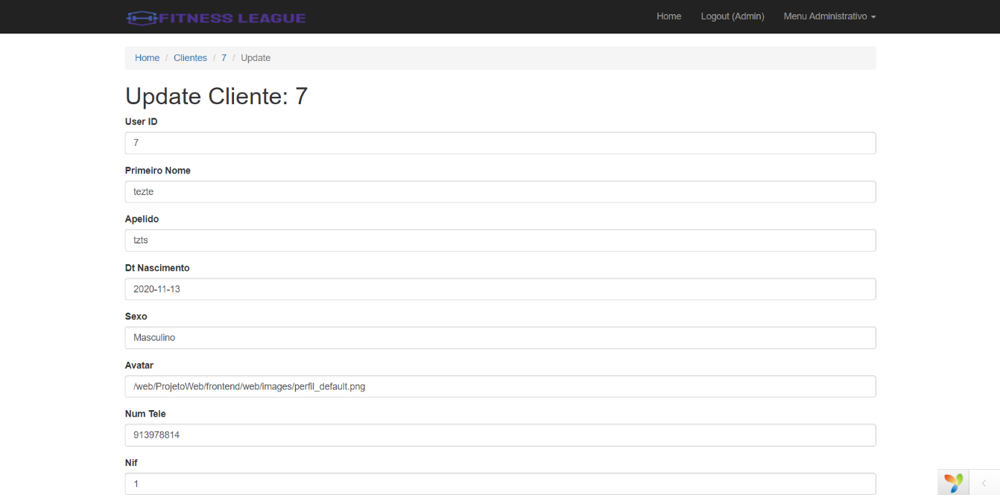 FITNESS LEAGUE Home Logout (Admin) Menu Administrativo
Home / Clientes / 7 / Update
Update Cliente: 7
User ID
7
Primeiro Nome
tezte
Apelido
tzts
Dt Nascimento
2020-11-13
Sexo
Masculino
Avatar
/web/ProjetoWeb/frontend/web/images/perfil_default.png
Num Tele
913978814
Nif
1